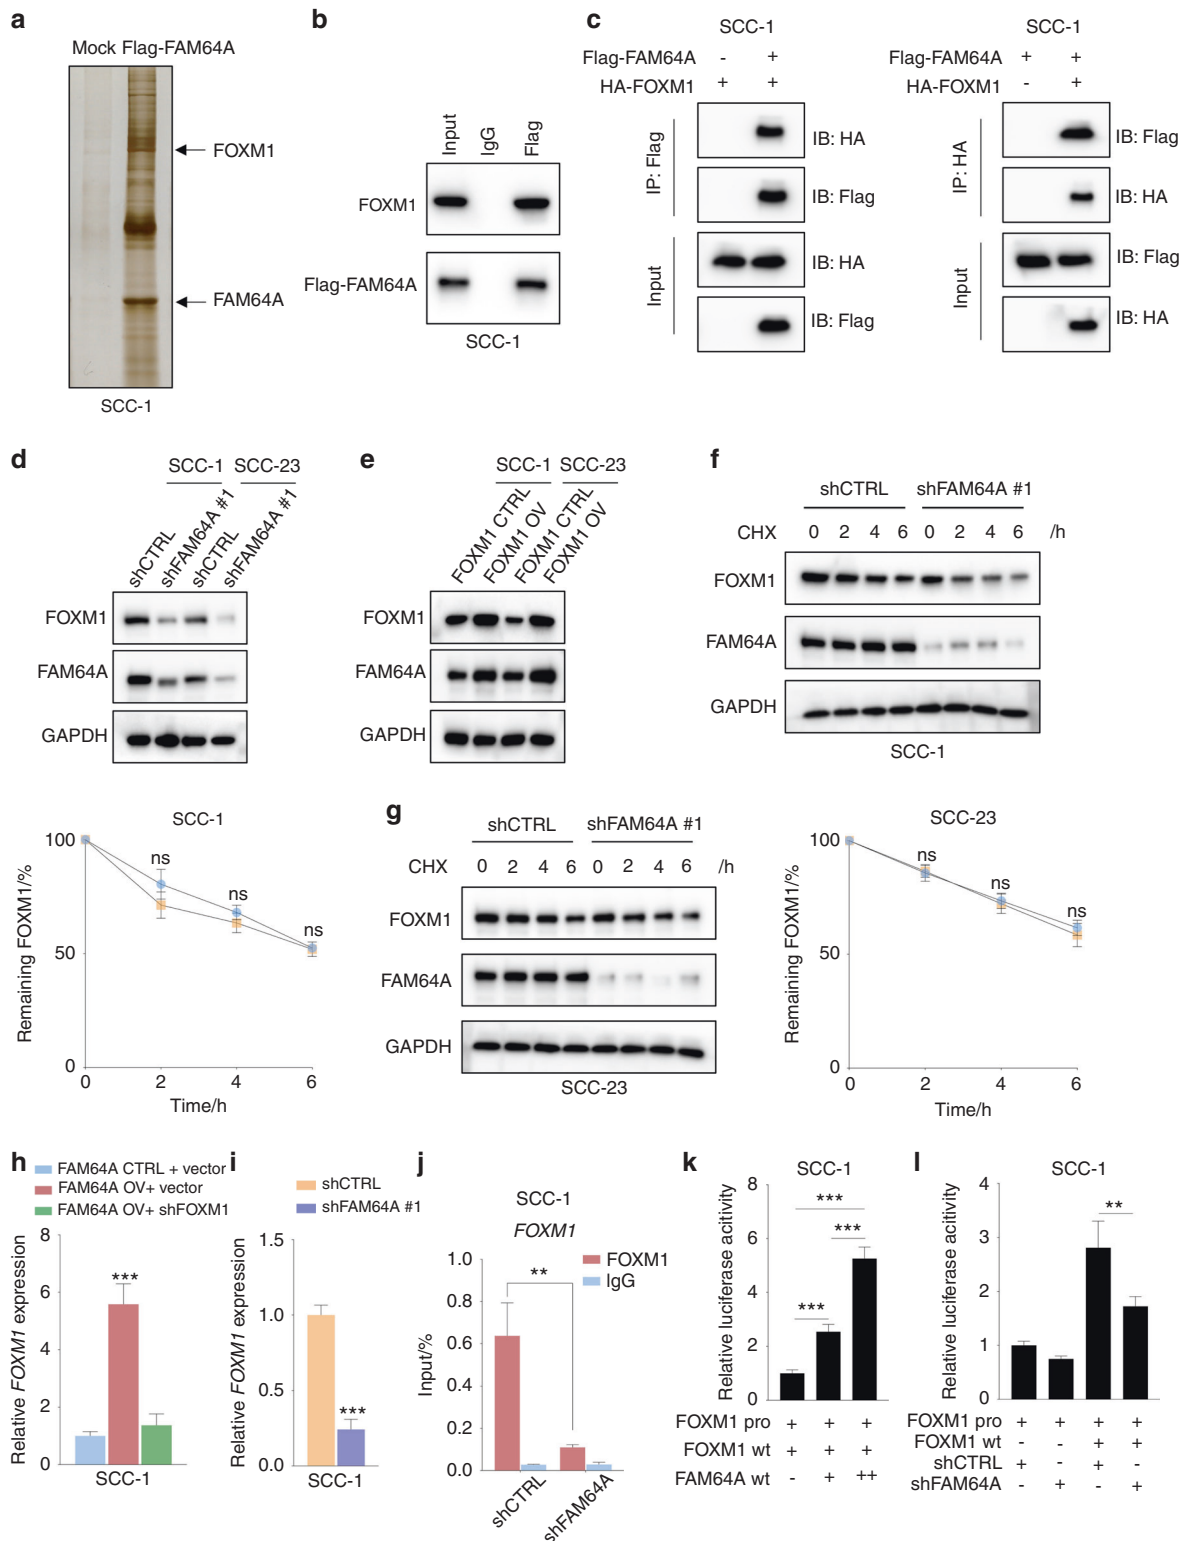 a
Mock Flag-FAM64A
FOXM1
FAM64A
SCC-1
b
Input
IgG
Flag
FOXM1
Flag-FAM64A
SCC-1
c
SCC-1
Flag-FAM64A - +
HA-FOXM1 + +
IP: Flag
IB: HA
IB: Flag
Input
IB: HA
IB: Flag
SCC-1
Flag-FAM64A + +
HA-FOXM1 - +
IP: HA
IB: Flag
IB: HA
Input
IB: Flag
IB: HA
d
SCC-1 SCC-23
shCTRL
shFAM64A #1
shCTRL
shFAM64A #1
FOXM1
FAM64A
GAPDH
e
SCC-1 SCC-23
FOXM1 CTRL
FOXM1 OV
FOXM1 CTRL
FOXM1 OV
FOXM1
FAM64A
GAPDH
f
shCTRL shFAM64A #1
CHX 0 2 4 6 0 2 4 6 /h
FOXM1
FAM64A
GAPDH
SCC-1
SCC-1
Remaining FOXM1/%
100
50
0
ns
ns
ns
0 2 4 6
Time/h
g
shCTRL shFAM64A #1
CHX 0 2 4 6 0 2 4 6 /h
FOXM1
FAM64A
GAPDH
SCC-23
SCC-23
Remaining FOXM1/%
100
50
0
ns
ns
ns
0 2 4 6
Time/h
h
FAM64A CTRL + vector
FAM64A OV+ vector
FAM64A OV+ shFOXM1
Relative FOXM1 expression
8
6
4
2
0
***
SCC-1
i
shCTRL
shFAM64A #1
Relative FOXM1 expression
1.5
1.0
0.5
0.0
***
SCC-1
j
SCC-1
FOXM1
FOXM1
IgG
Input/%
1.0
0.8
0.6
0.4
0.2
0.0
**
shCTRL
shFAM64A
k
SCC-1
Relative luciferase acitivity
8
6
4
2
0
***
***
***
FOXM1 pro + + +
FOXM1 wt + + +
FAM64A wt - + ++
l
SCC-1
Relative luciferase acitivity
4
3
2
1
0
**
FOXM1 pro + + + +
FOXM1 wt - - + +
shCTRL + - + -
shFAM64A - + - +